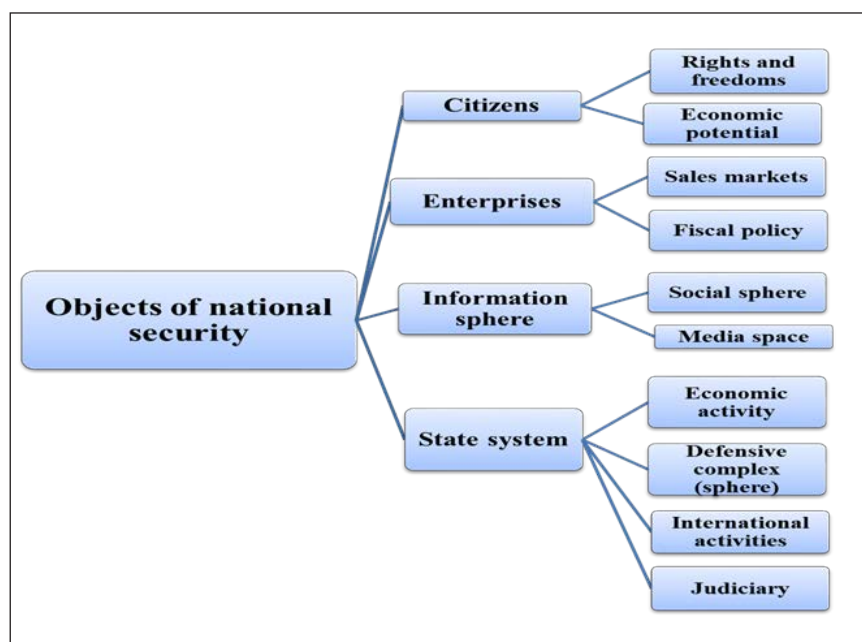 Objects of national
security
Citizens
Rights and
freedoms
Economic
potential
Enterprises
Sales markets
Fiscal policy
Information
sphere
Social sphere
Media space
State system
Economic
activity
Defensive
complex
(sphere)
International
activities
Judiciary